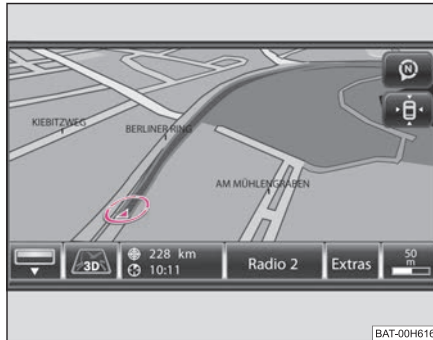 N
KIEBITZWEG
BERLINER RING
AM MÜHLENGRABEN
3D
228 km
10:11
Radio 2
Extras
50
m
BAT-00H616